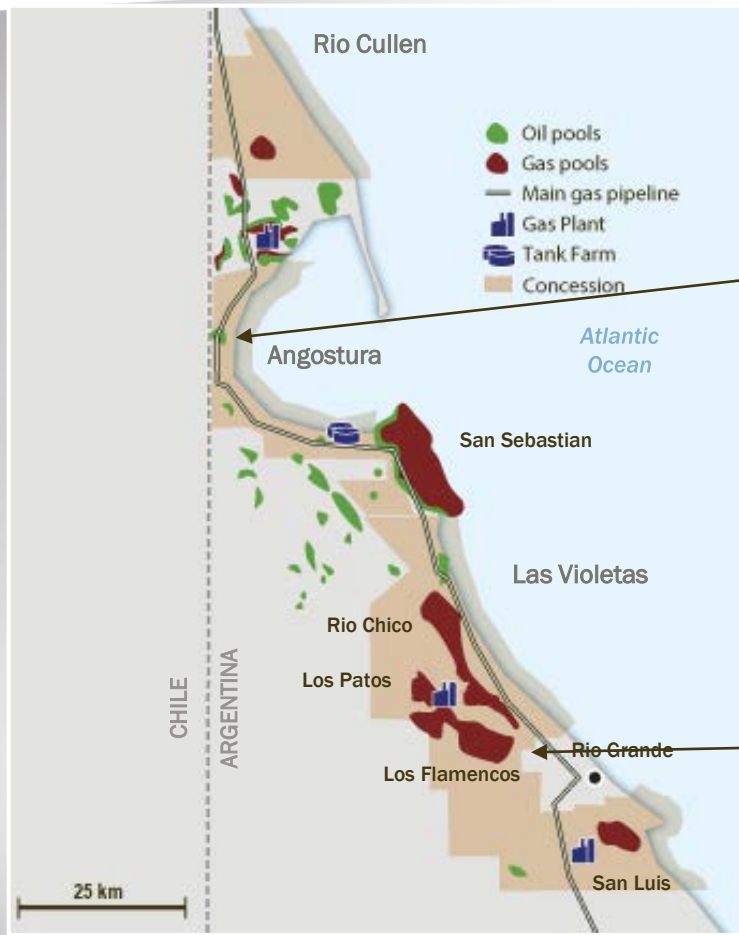 Rio Cullen
Oil pools
Gas pools
Main gas pipeline
Gas Plant
Tank Farm
Concession
Atlantic
Ocean
Angostura
San Sebastian
Las Violetas
Rio Chico
Los Patos
CHILE
ARGENTINA
Rio Grande
Los Flamencos
San Luis
25 km